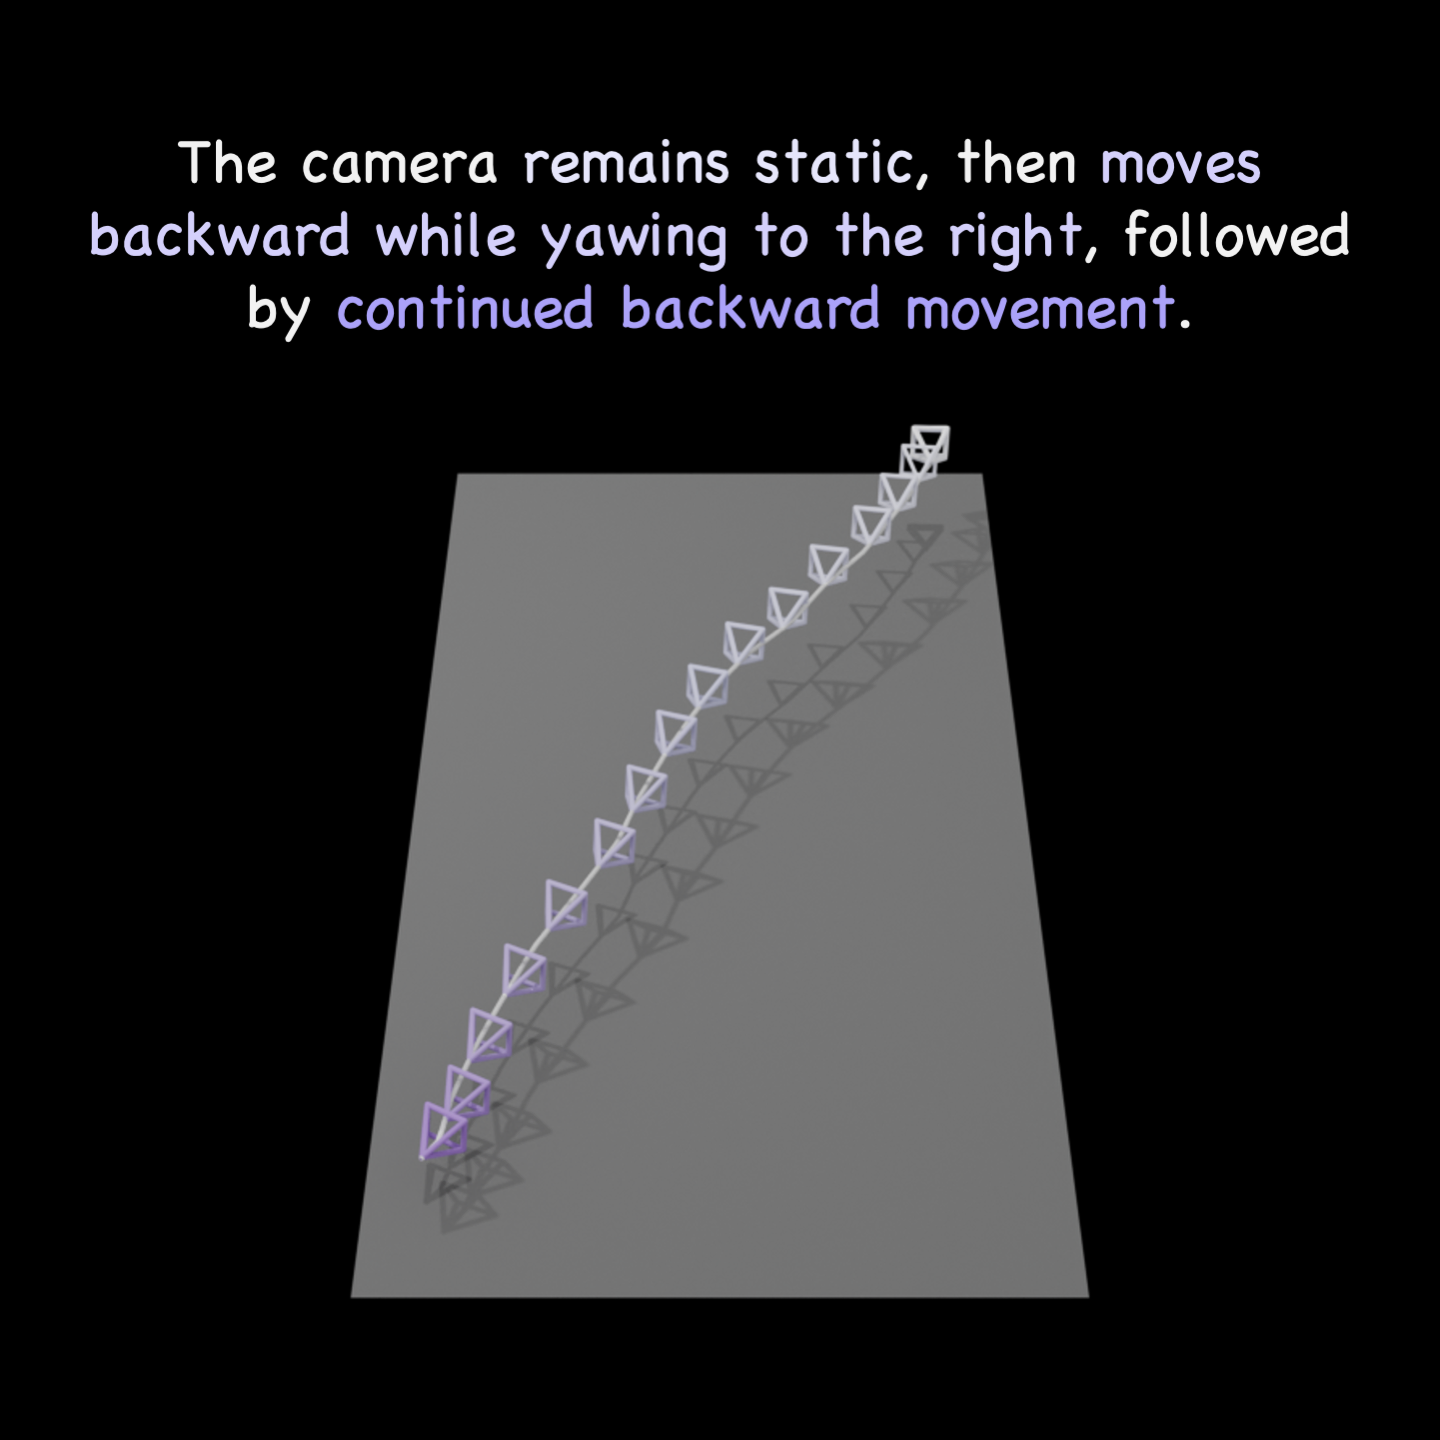 The camera remains static, then moves
backward while yawing to the right, followed
by continued backward movement.